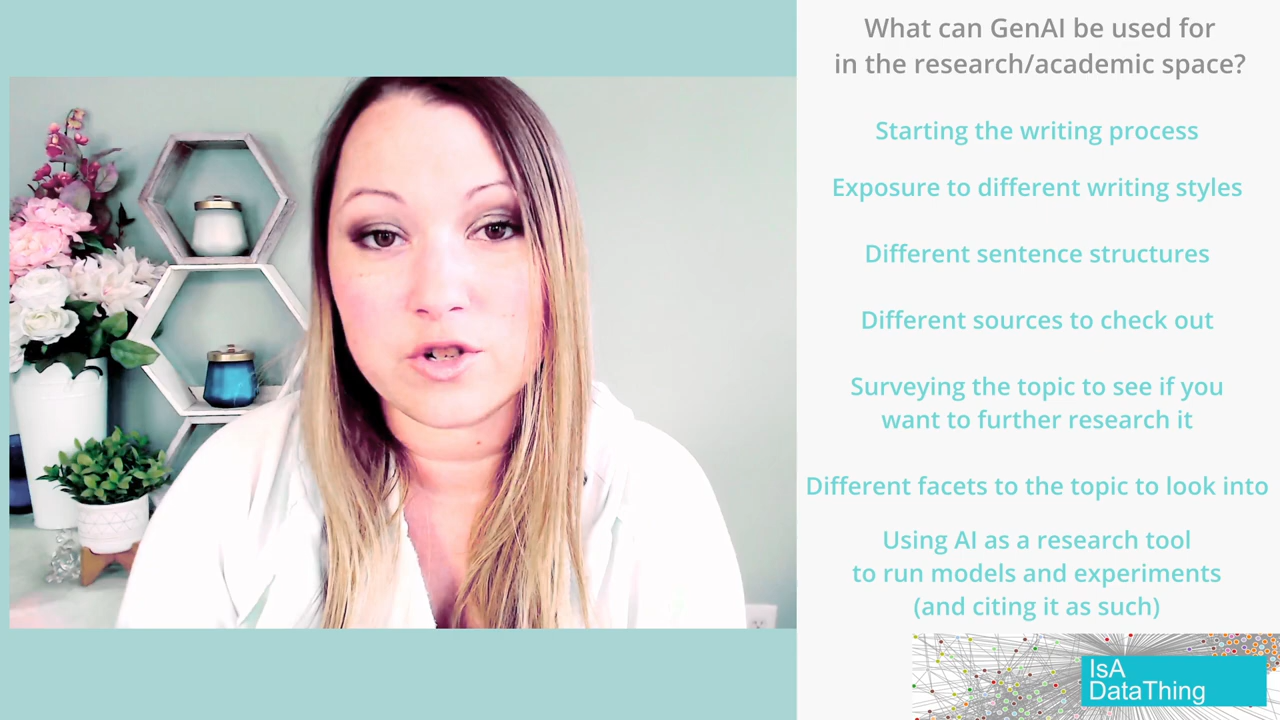 What can GenAI be used for
in the research/academic space?
Starting the writing process
Exposure to different writing styles
Different sentence structures
Different sources to check out
Surveying the topic to see if you
want to further research it
Different facets to the topic to look into
Using AI as a research tool
to run models and experiments
(and citing it as such)
IsA
DataThing